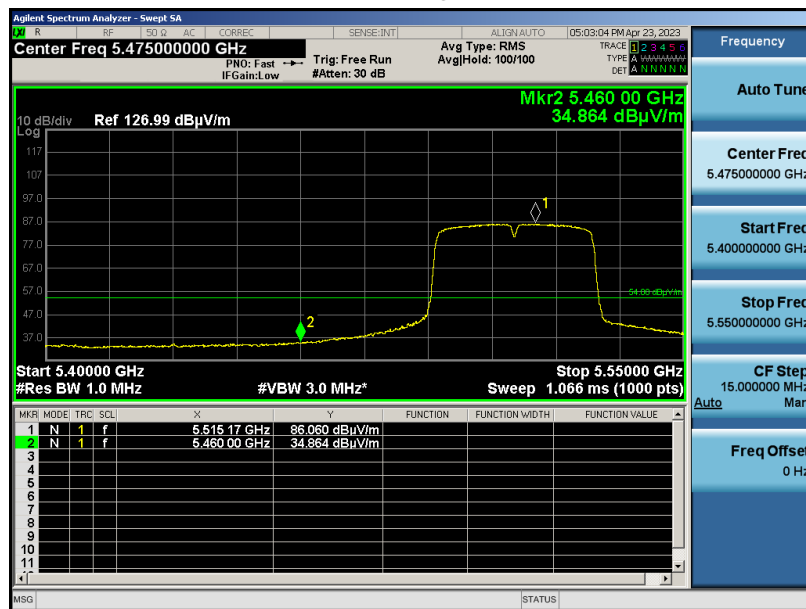 Agilent Spectrum Analyzer - Swept SA
LXI R RF 50 Ω AC CORREC SENSE:INT ALIGN AUTO 05:03:04 PM Apr 23, 2023
Center Freq 5.475000000 GHz
PNO: Fast
IFGain:Low
Trig: Free Run
#Atten: 30 dB
Avg Type: RMS
Avg|Hold: 100/100
TRACE 1 2 3 4 5 6
TYPE A
DET A N N N N N
Mkr2 5.460 00 GHz
34.864 dBµV/m
10 dB/div Ref 126.99 dBµV/m
Log
117
107
97.0
87.0
77.0
67.0
57.0
47.0
37.0
1
2
54.00 dBµV/m
Start 5.40000 GHz Stop 5.55000 GHz
#Res BW 1.0 MHz #VBW 3.0 MHz* Sweep 1.066 ms (1000 pts)
MKR MODE TRC SCL X Y FUNCTION FUNCTION WIDTH FUNCTION VALUE
1 N 1 f 5.515 17 GHz 86.060 dBµV/m
2 N 1 f 5.460 00 GHz 34.864 dBµV/m
3
4
5
6
7
8
9
10
11
MSG STATUS
Frequency
Auto Tune
Center Freq
5.475000000 GHz
Start Freq
5.400000000 GHz
Stop Freq
5.550000000 GHz
CF Step
15.000000 MHz
Auto Man
Freq Offset
0 Hz